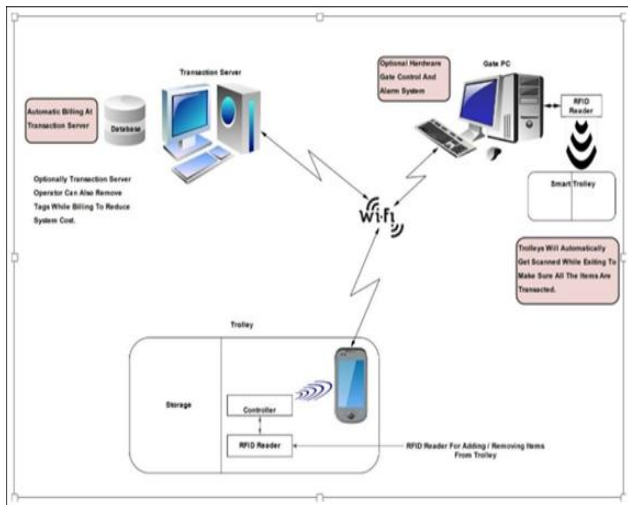 Transaction Server
Automatic Billing At
Transaction Server
Database
Optionally Transaction Server
Operator Can Also Remove
Tags While Billing To Reduce
System Cost.
Optional Hardware
Gate Control And
Alarm System
Gate PC
RFID
Reader
Smart Trolley
WiFi
Trolleys Will Automatically
Get Scanned While Exiting To
Make Sure All The Items Are
Transacted.
Trolley
Storage
Controller
RFID Reader
RFID Reader For Adding / Removing Items
From Trolley